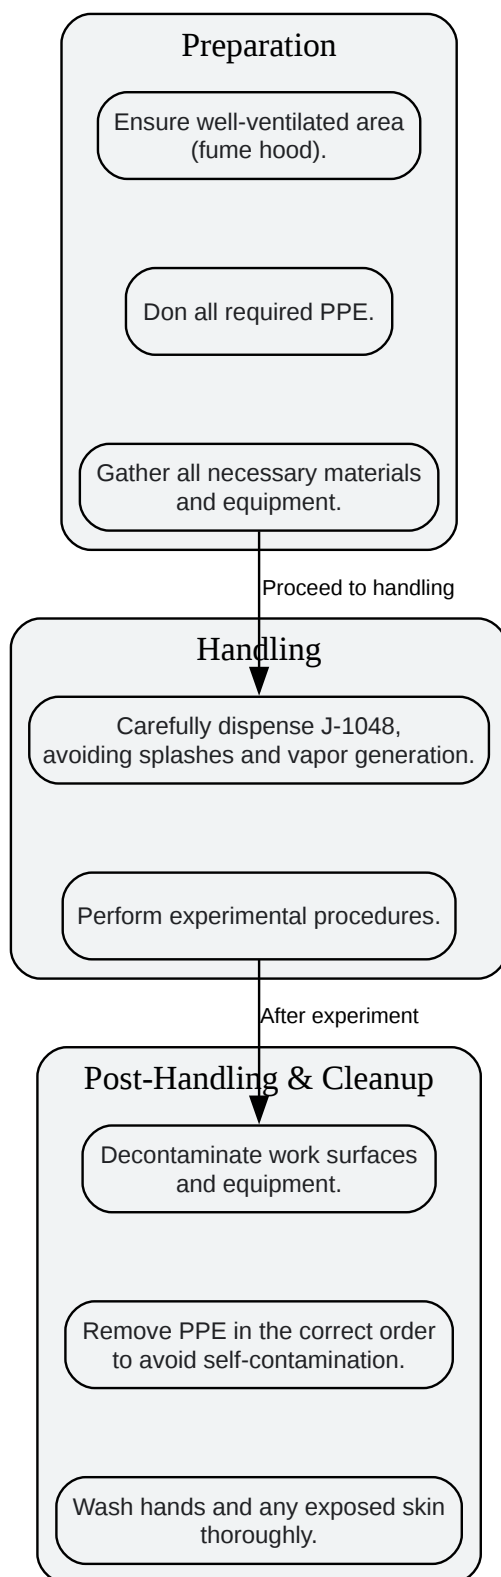 Preparation
Ensure well-ventilated area
(fume hood).
Don all required PPE.
Gather all necessary materials
and equipment.
Proceed to handling
Handling
Carefully dispense J-1048,
avoiding splashes and vapor generation.
Perform experimental procedures.
After experiment
Post-Handling & Cleanup
Decontaminate work surfaces
and equipment.
Remove PPE in the correct order
to avoid self-contamination.
Wash hands and any exposed skin
thoroughly.